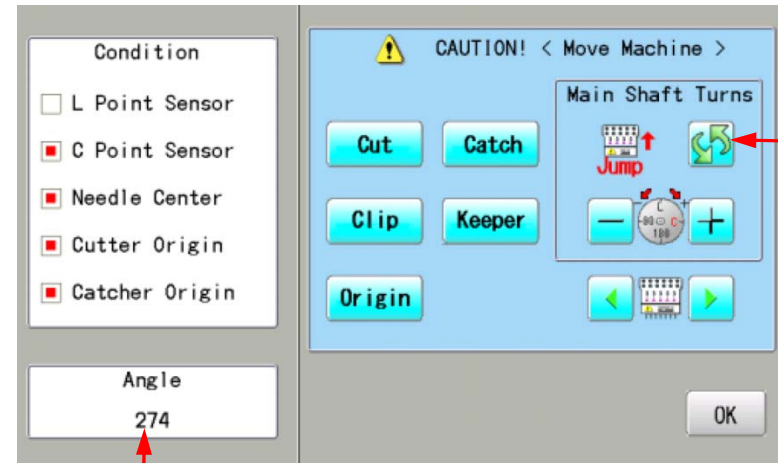 Condition
L Point Sensor
C Point Sensor
Needle Center
Cutter Origin
Catcher Origin
Angle
274
CAUTION! < Move Machine >
Main Shaft Turns
Cut
Catch
Jump
Clip
Keeper
Origin
OK